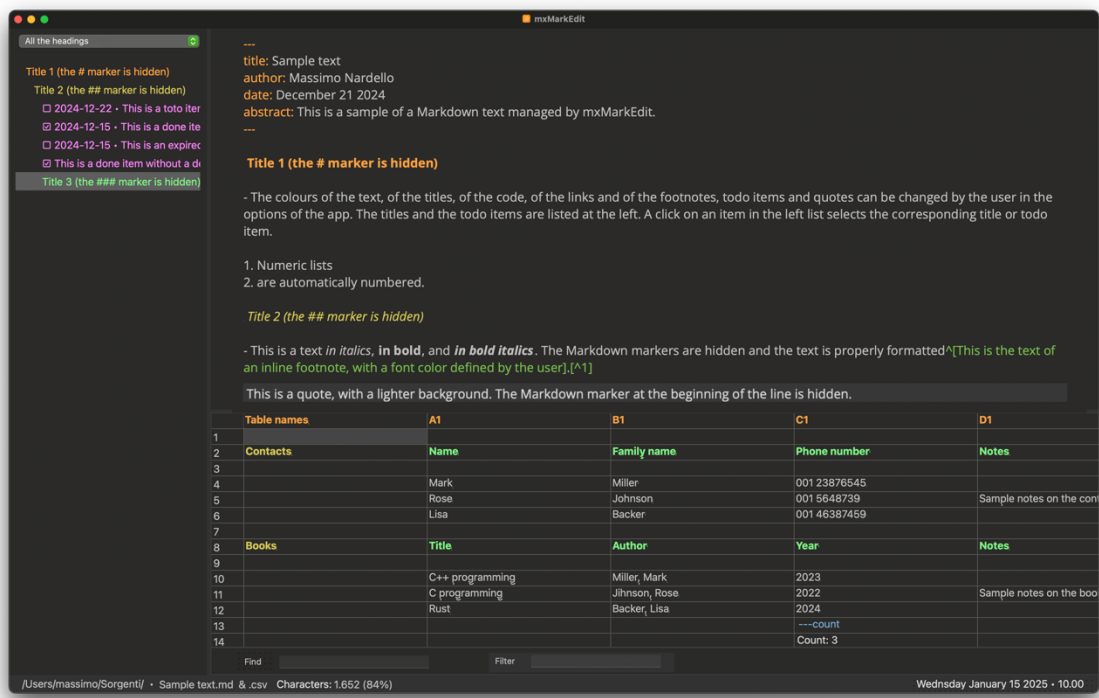 mxMarkEdit
All the headings
Title 1 (the # marker is hidden)
Title 2 (the ## marker is hidden)
2024-12-22 • This is a toto iter
2024-12-15 • This is a done ite
2024-12-15 • This is an expired
This is a done item without a d
Title 3 (the ### marker is hidden)
---
title: Sample text
author: Massimo Nardello
date: December 21 2024
abstract: This is a sample of a Markdown text managed by mxMarkEdit.
---
Title 1 (the # marker is hidden)
- The colours of the text, of the titles, of the code, of the links and of the footnotes, todo items and quotes can be changed by the user in the
options of the app. The titles and the todo items are listed at the left. A click on an item in the left list selects the corresponding title or todo
item.
1. Numeric lists
2. are automatically numbered.
Title 2 (the ## marker is hidden)
- This is a text in italics, in bold, and in bold italics. The Markdown markers are hidden and the text is properly formatted^[This is the text of
an inline footnote, with a font color defined by the user].[^1]
This is a quote, with a lighter background. The Markdown marker at the beginning of the line is hidden.
Table names A1 B1 C1 D1
1
2 Contacts Name Family name Phone number Notes
3
4 Mark Miller 001 23876545
5 Rose Johnson 001 5648739 Sample notes on the con
6 Lisa Backer 001 46387459
7
8 Books Title Author Year Notes
9
10 C++ programming Miller, Mark 2023
11 C programming Jihnson, Rose 2022 Sample notes on the boo
12 Rust Backer, Lisa 2024
13 ---count
14 Count: 3
Find Filter
/Users/massimo/Sorgenti/ • Sample text.md & .csv Characters: 1.652 (84%) Wednsday January 15 2025 • 10.00